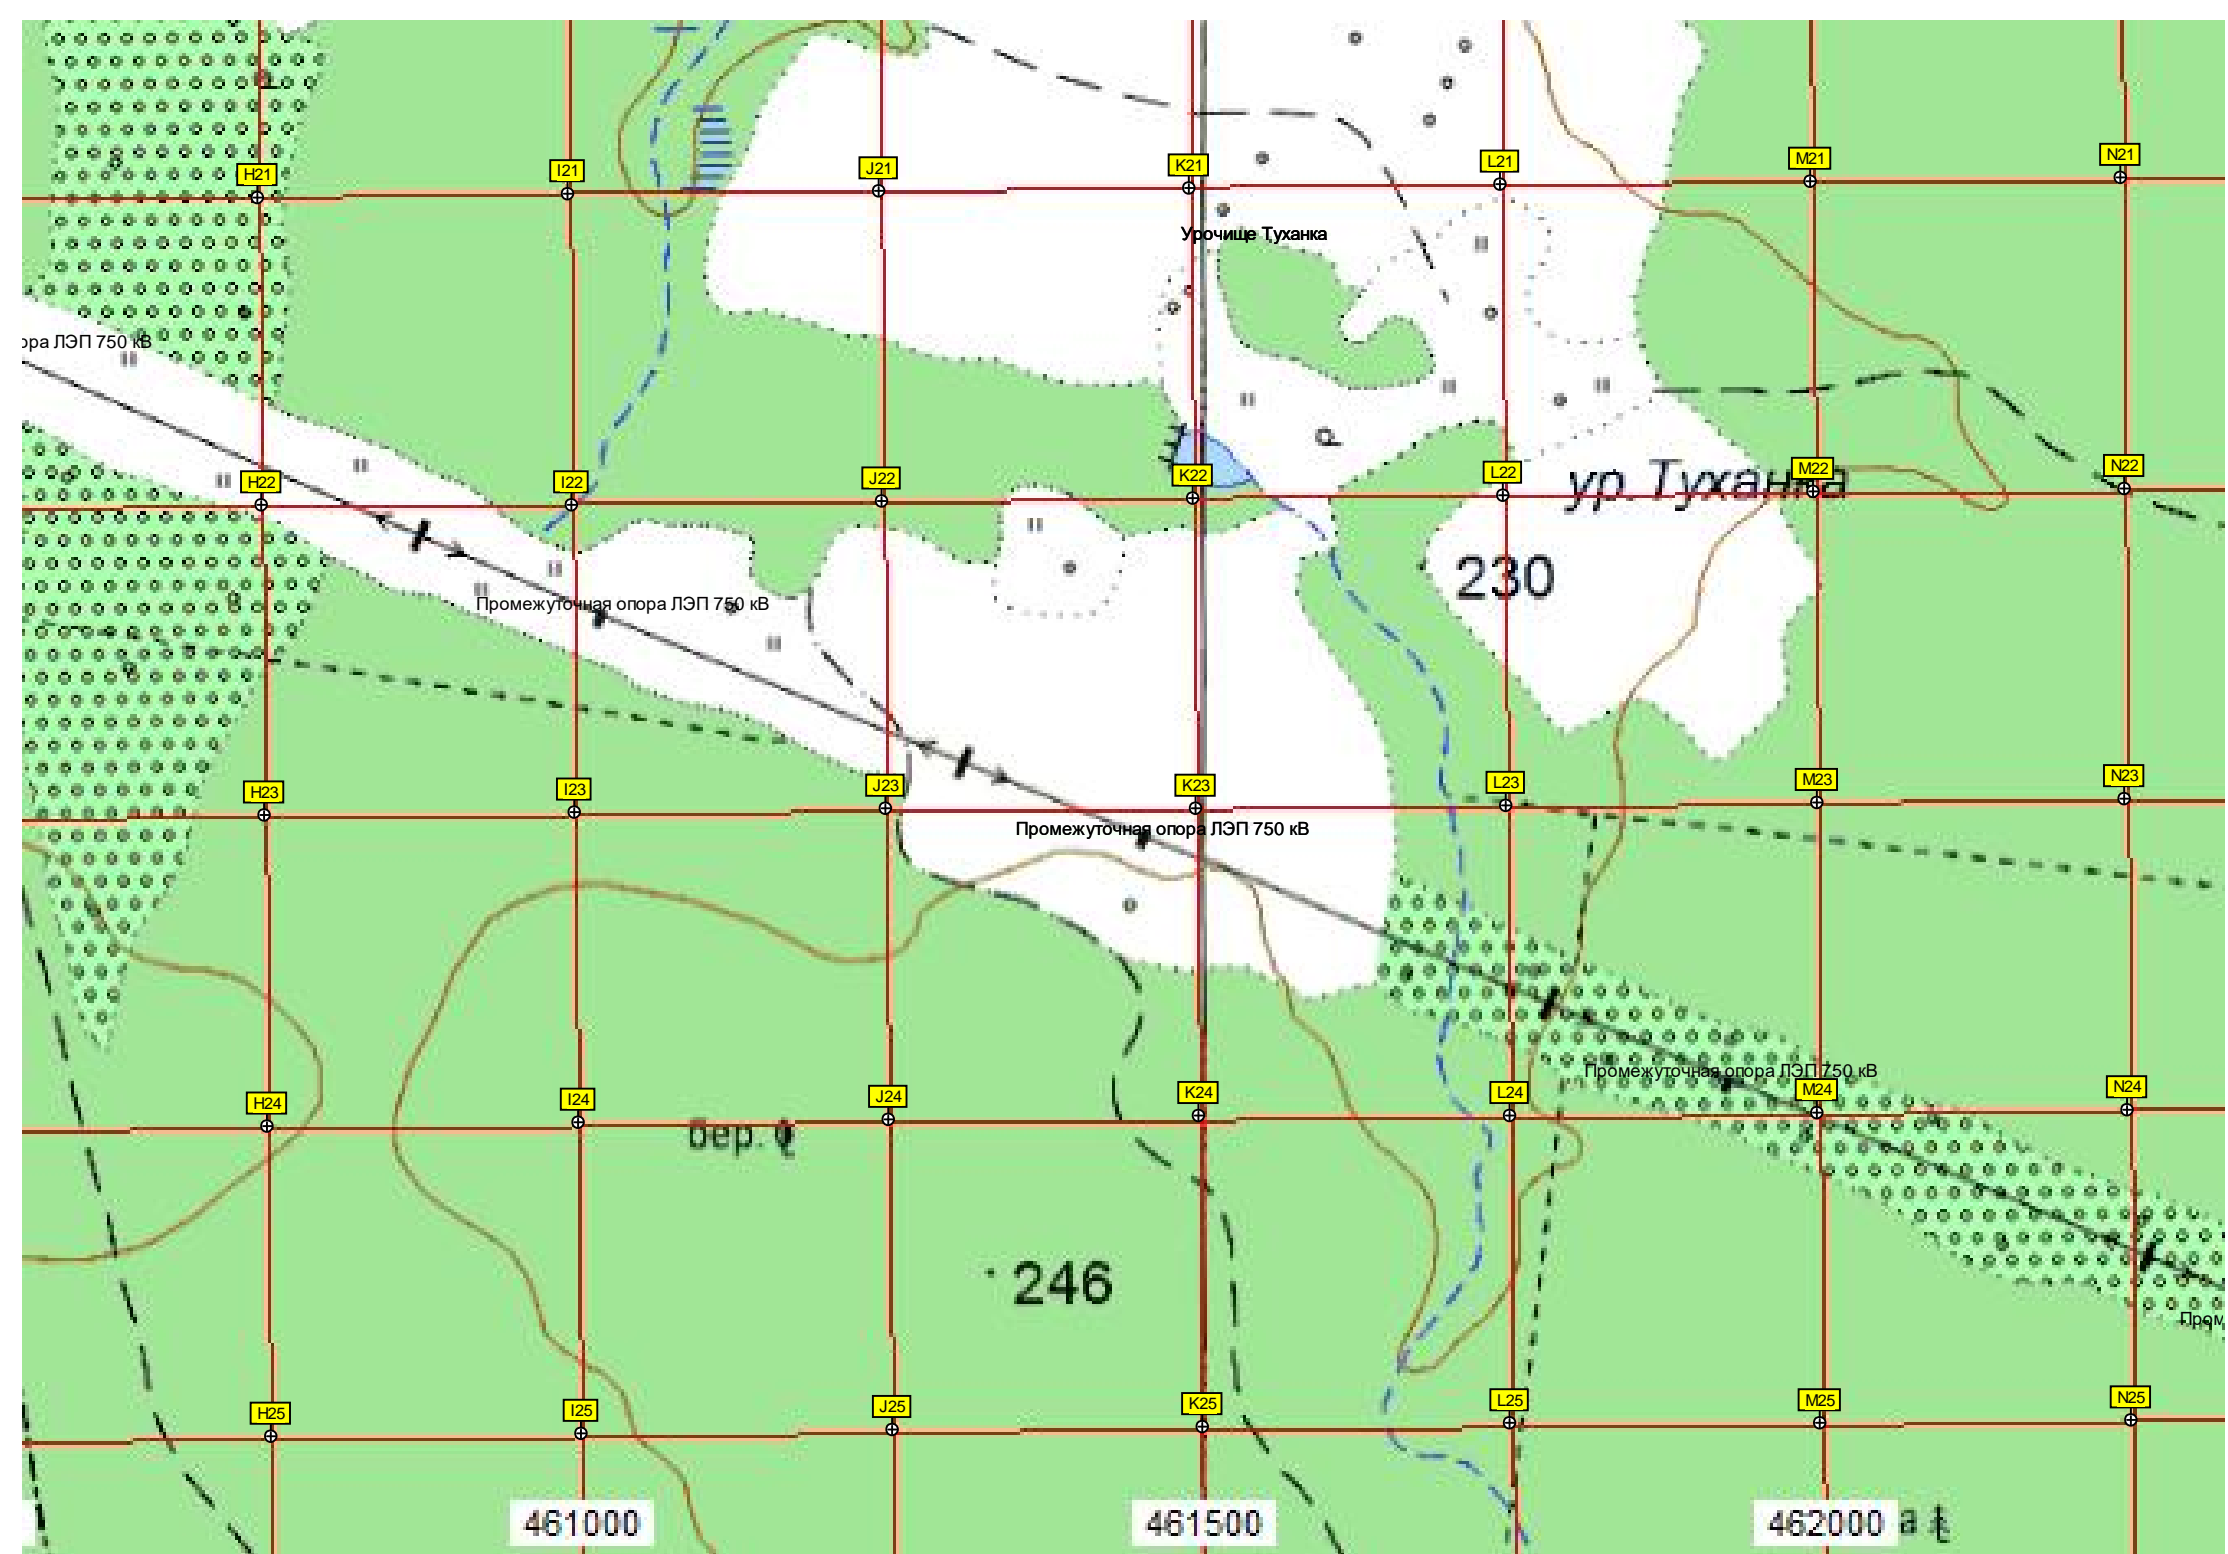 H21 I21 J21 K21 L21 M21 N21
Урочище Туханка
опора ЛЭП 750 кВ
H22 I22 J22 K22 L22 M22 N22
ур. Туханка
230
Промежуточная опора ЛЭП 750 кВ
H23 I23 J23 K23 L23 M23 N23
Промежуточная опора ЛЭП 750 кВ
Промежуточная опора ЛЭП 750 кВ
H24 I24 J24 K24 L24 M24 N24
бер.
246
Пром
H25 I25 J25 K25 L25 M25 N25
461000 461500 462000